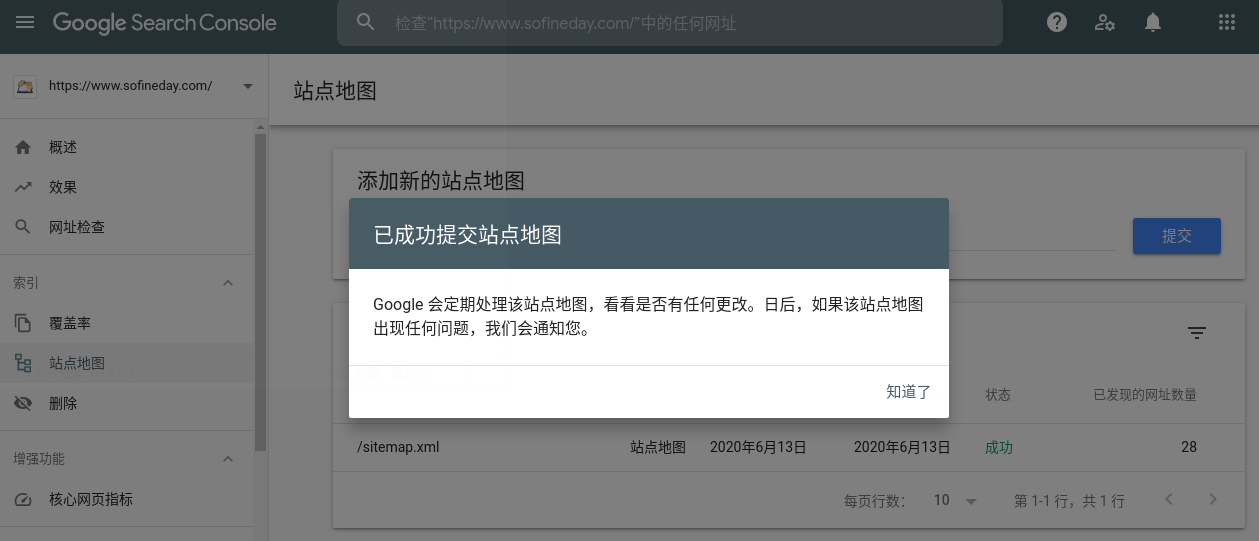 Google Search Console
检查“https://www.sofineday.com/”中的任何网址
https://www.sofineday.com/
站点地图
概述
效果
网址检查
索引
覆盖率
站点地图
删除
增强功能
核心网页指标
添加新的站点地图
提交
已成功提交站点地图
Google 会定期处理该站点地图，看看是否有任何更改。日后，如果该站点地图
出现任何问题，我们会通知您。
知道了
状态 已发现的网址数量
/sitemap.xml 站点地图 2020年6月13日 2020年6月13日 成功 28
每页行数： 10 第 1-1 行，共 1 行